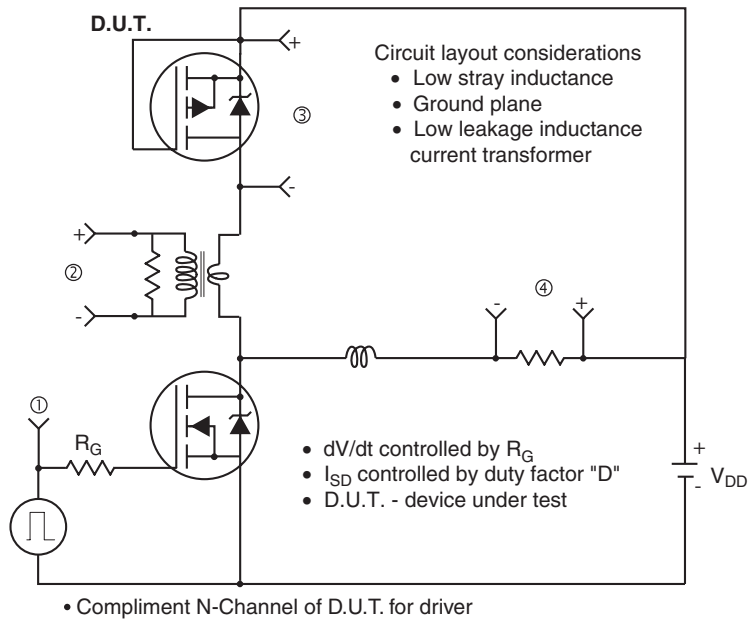 D.U.T.
+
Circuit layout considerations
• Low stray inductance
• Ground plane
• Low leakage inductance
current transformer
③
-
+
②
-
-
④
+
①
R_G
• dV/dt controlled by R_G
• I_SD controlled by duty factor "D"
• D.U.T. - device under test
+
-
V_DD
• Compliment N-Channel of D.U.T. for driver